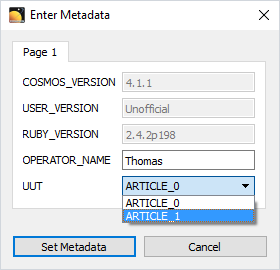 Enter Metadata
Page 1
COSMOS_VERSION 4.1.1
USER_VERSION Unofficial
RUBY_VERSION 2.4.2p198
OPERATOR_NAME Thomas
UUT ARTICLE_0
ARTICLE_0
ARTICLE_1
Set Metadata Cancel